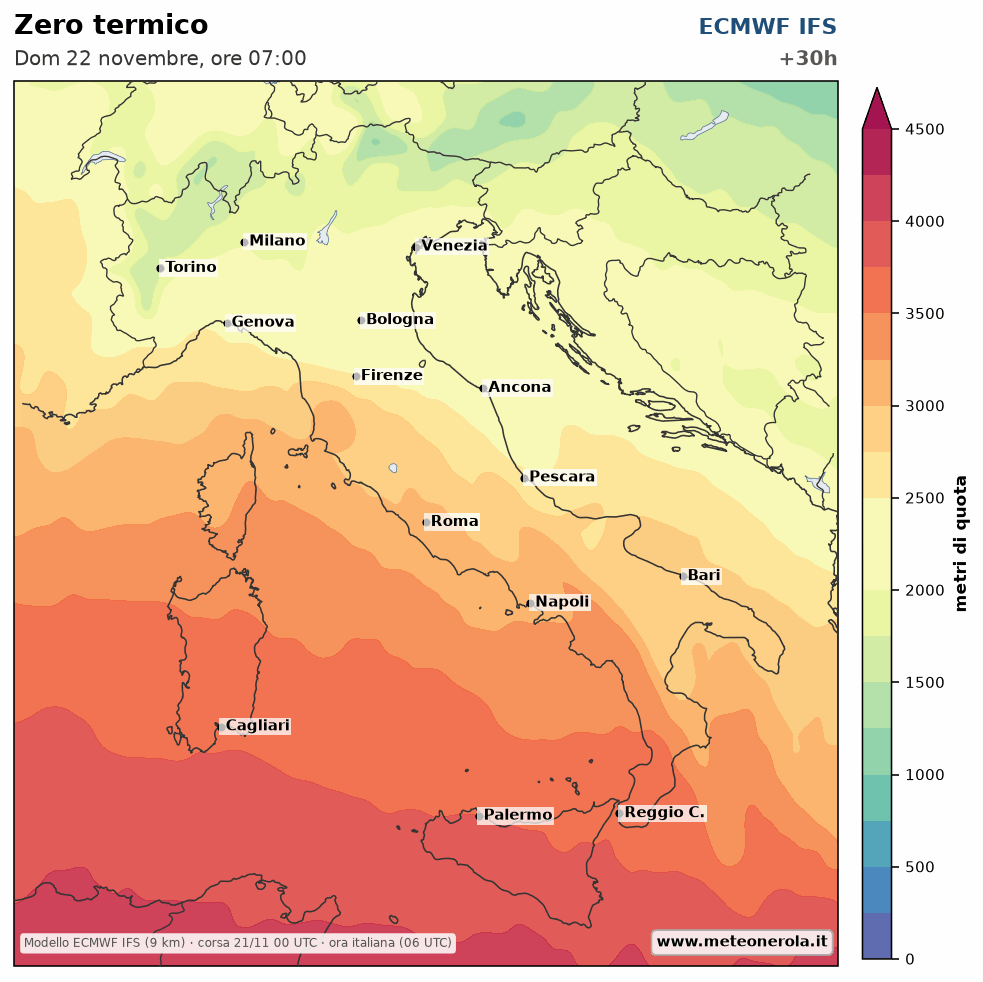 Zero termico
ECMWF IFS
Dom 22 novembre, ore 07:00
+30h
Milano
Venezia
Torino
Genova
Bologna
Firenze
Ancona
Pescara
Roma
Bari
Napoli
Cagliari
Palermo
Reggio C.
4500
4000
3500
3000
2500
2000
1500
1000
500
0
metri di quota
Modello ECMWF IFS (9 km) · corsa 21/11 00 UTC · ora italiana (06 UTC)
www.meteonerola.it